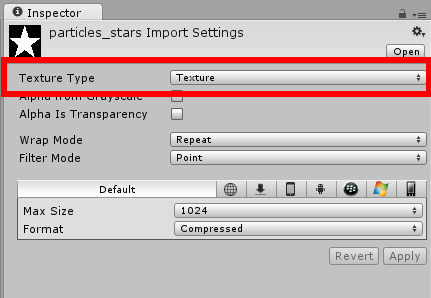 Inspector
particles_stars Import Settings
Open
Texture Type Texture
Alpha from Grayscale
Alpha Is Transparency
Wrap Mode Repeat
Filter Mode Point
Default
Max Size 1024
Format Compressed
Revert Apply